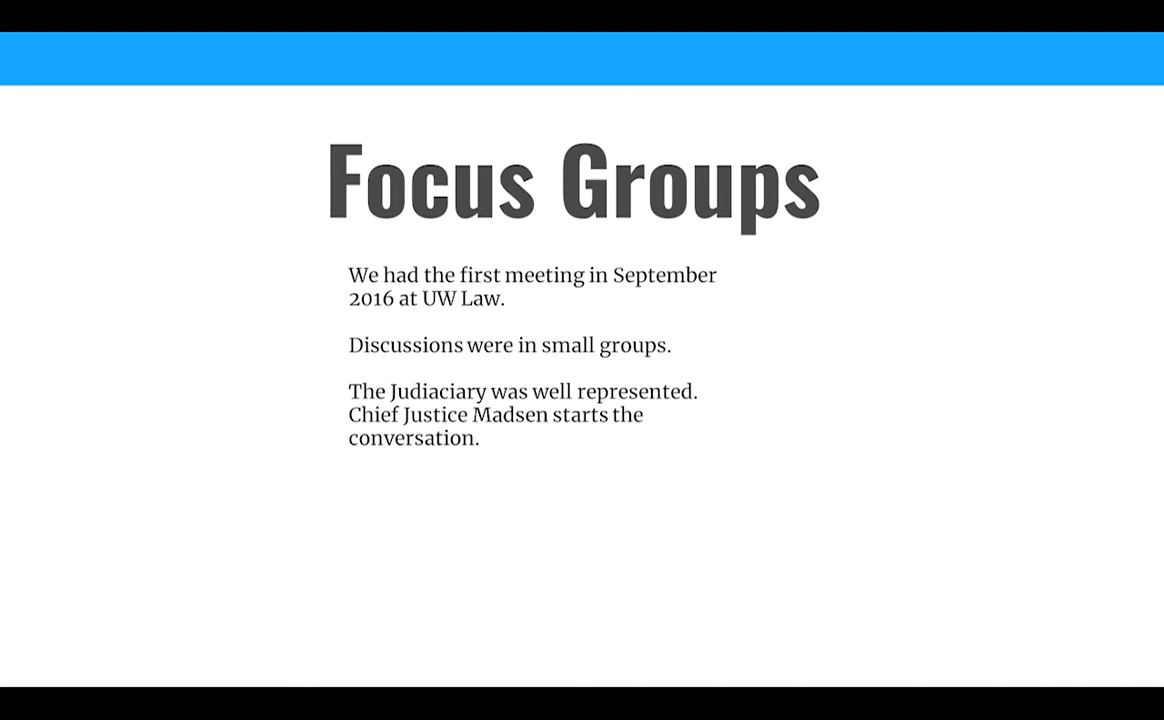 Focus Groups
We had the first meeting in September
2016 at UW Law.
Discussions were in small groups.
The Judiaciary was well represented.
Chief Justice Madsen starts the
conversation.